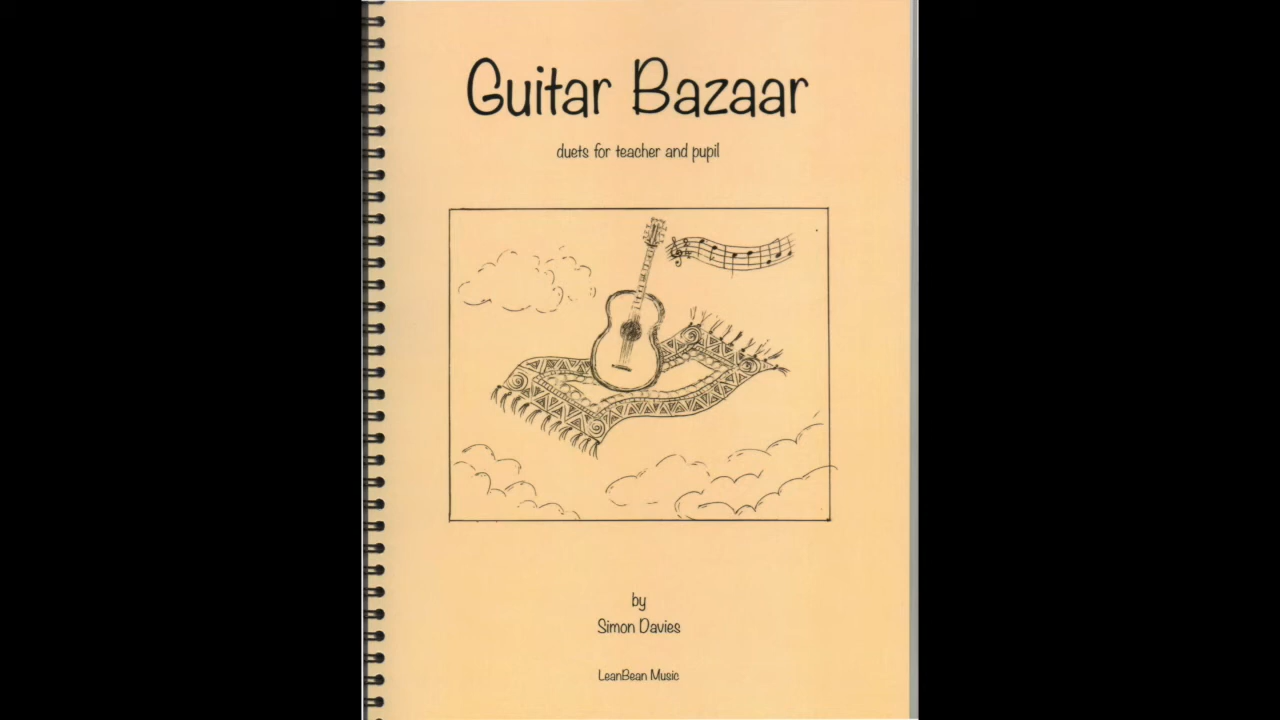 Guitar Bazaar
duets for teacher and pupil
by
Simon Davies
LeanBean Music